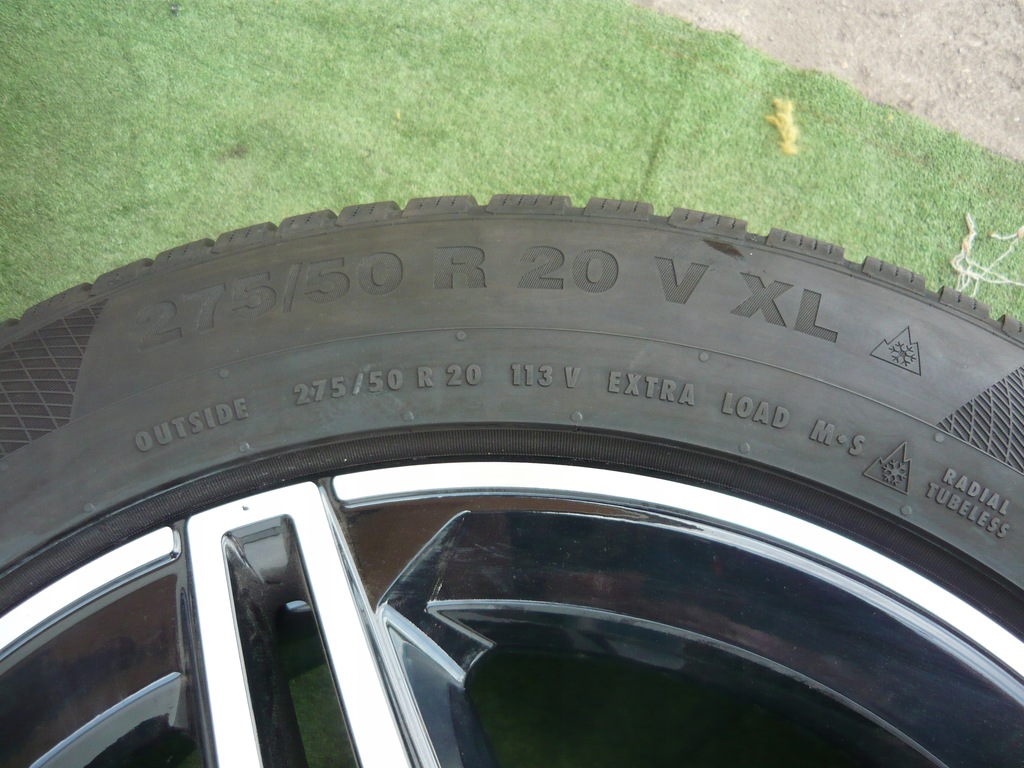 275/50 R 20 V XL
OUTSIDE 275/50 R 20 113 V EXTRA LOAD M•S
RADIAL
TUBELESS